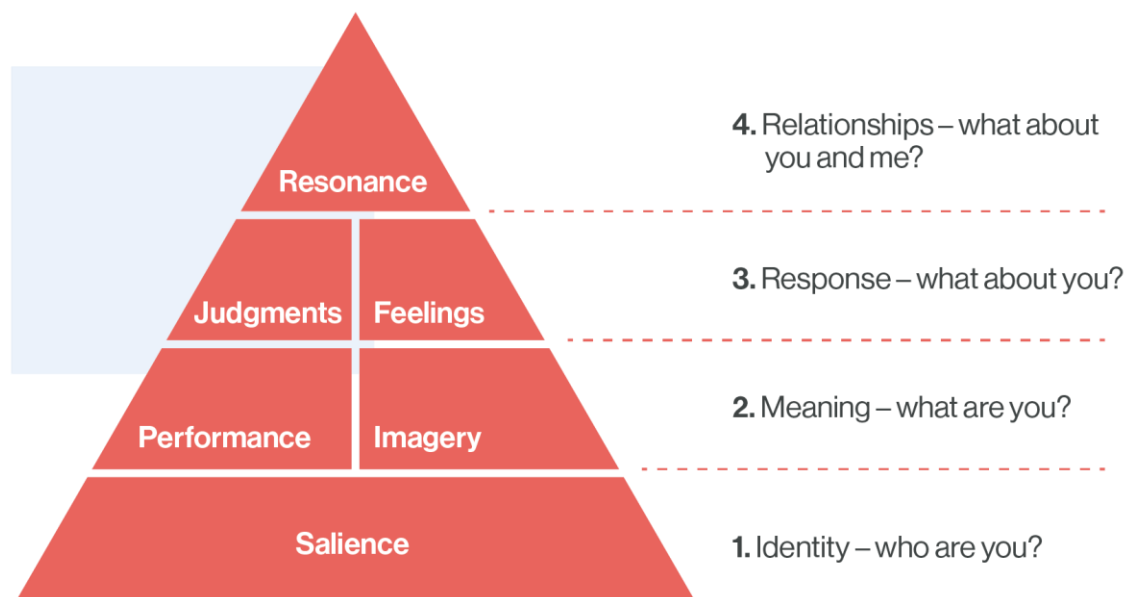 Resonance
4. Relationships – what about
you and me?
Judgments
Feelings
3. Response – what about you?
Performance
Imagery
2. Meaning – what are you?
Salience
1. Identity – who are you?